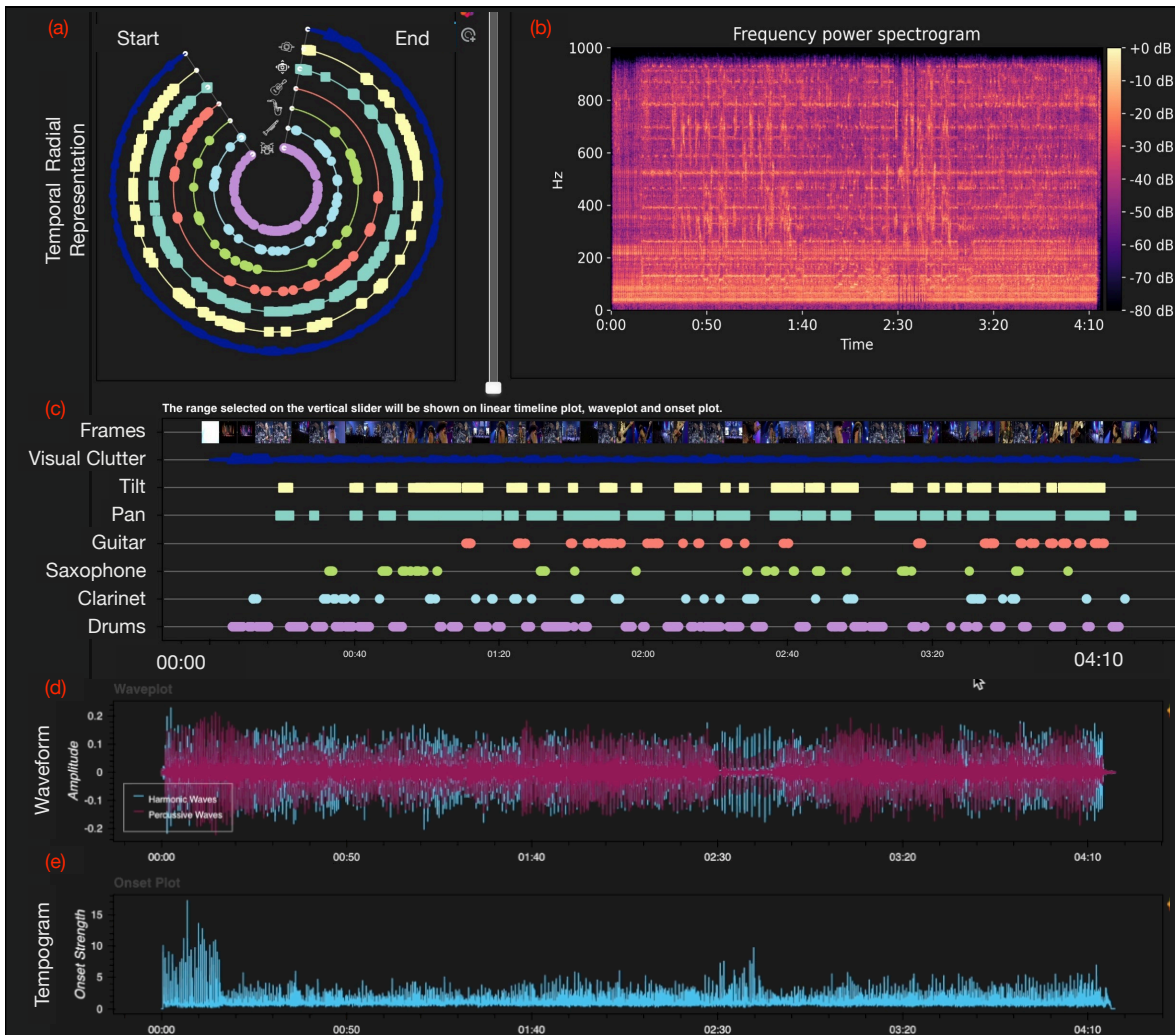 (a)
Start
End
Temporal Radial
Representation
(b)
Frequency power spectrogram
1000
800
600
400
200
0
Hz
0:00 0:50 1:40 2:30 3:20 4:10
Time
+0 dB
-10 dB
-20 dB
-30 dB
-40 dB
-50 dB
-60 dB
-70 dB
-80 dB
(c)
The range selected on the vertical slider will be shown on linear timeline plot, waveplot and onset plot.
Frames
Visual Clutter
Tilt
Pan
Guitar
Saxophone
Clarinet
Drums
00:00 00:40 01:20 02:00 02:40 03:20 04:10
(d)
Waveplot
Waveform
Amplitude
0.2
0.1
0
-0.1
-0.2
Harmonic Waves
Percussive Waves
00:00 00:50 01:40 02:30 03:20 04:10
(e)
Onset Plot
Tempogram
Onset Strength
15
10
5
0
00:00 00:50 01:40 02:30 03:20 04:10